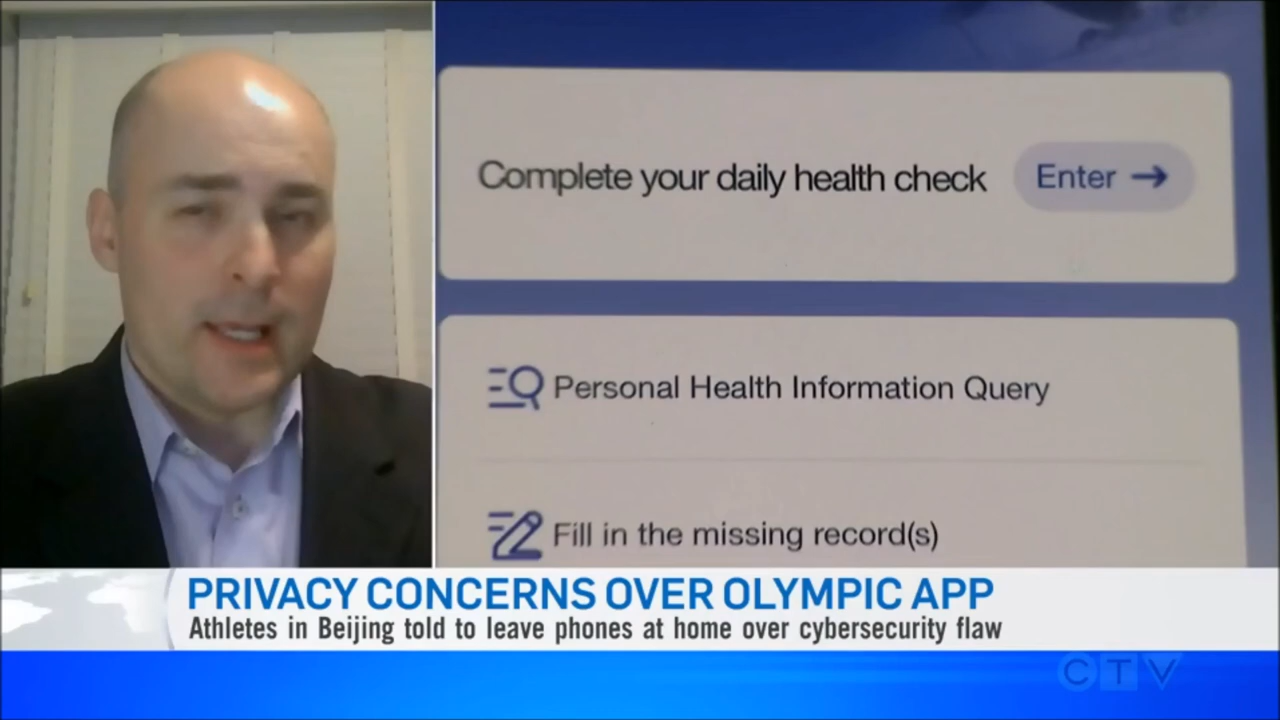 Complete your daily health check
Enter →
Personal Health Information Query
Fill in the missing record(s)
PRIVACY CONCERNS OVER OLYMPIC APP
Athletes in Beijing told to leave phones at home over cybersecurity flaw
CTV